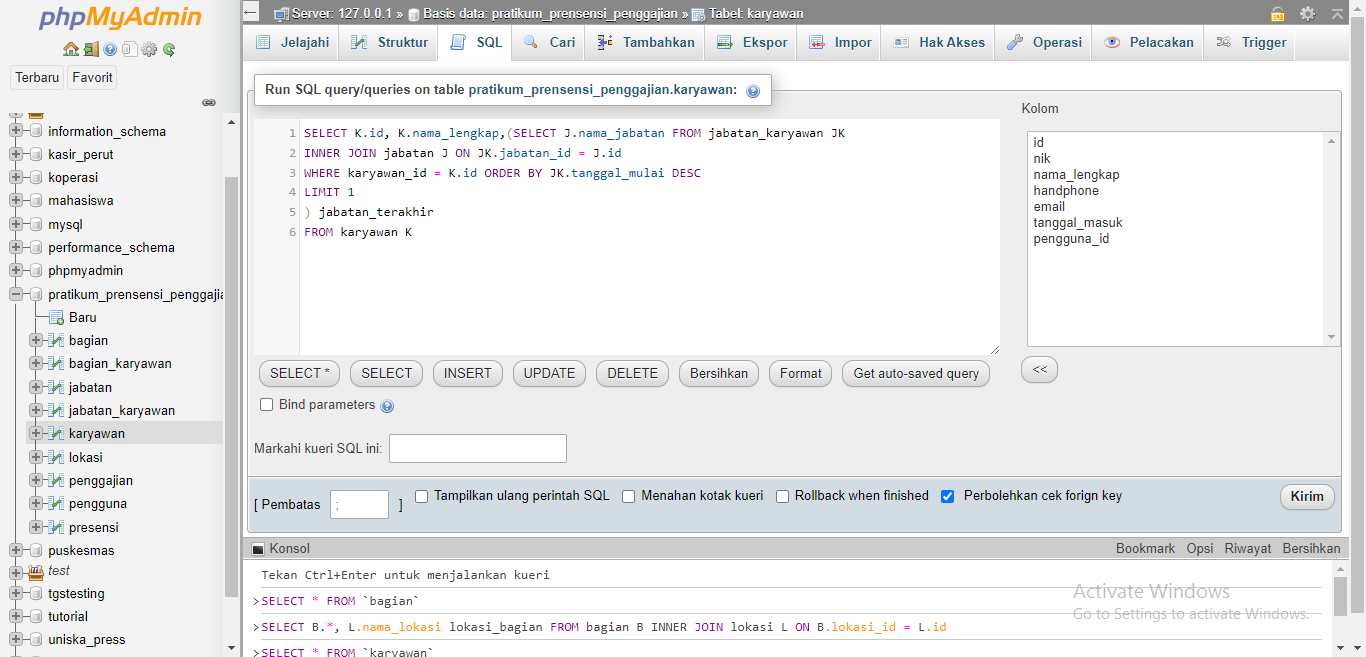 phpMyAdmin
Terbaru Favorit
information_schema
kasir_perut
koperasi
mahasiswa
mysql
performance_schema
phpmyadmin
pratikum_prensensi_penggajia
Baru
bagian
bagian_karyawan
jabatan
jabatan_karyawan
karyawan
lokasi
penggajian
pengguna
presensi
puskesmas
test
tgstesting
tutorial
uniska_press
Server: 127.0.0.1 » Basis data: pratikum_prensensi_penggajian » Tabel: karyawan
Jelajahi Struktur SQL Cari Tambahkan Ekspor Impor Hak Akses Operasi Pelacakan Trigger
Run SQL query/queries on table pratikum_prensensi_penggajian.karyawan:
1 SELECT K.id, K.nama_lengkap,(SELECT J.nama_jabatan FROM jabatan_karyawan JK
2 INNER JOIN jabatan J ON JK.jabatan_id = J.id
3 WHERE karyawan_id = K.id ORDER BY JK.tanggal_mulai DESC
4 LIMIT 1
5 ) jabatan_terakhir
6 FROM karyawan K
Kolom
id
nik
nama_lengkap
handphone
email
tanggal_masuk
pengguna_id
SELECT * SELECT INSERT UPDATE DELETE Bersihkan Format Get auto-saved query <<
Bind parameters
Markahi kueri SQL ini:
[ Pembatas ; ] Tampilkan ulang perintah SQL Menahan kotak kueri Rollback when finished Perbolehkan cek forign key Kirim
Konsol Bookmark Opsi Riwayat Bersihkan
Tekan Ctrl+Enter untuk menjalankan kueri
>SELECT * FROM `bagian`
>SELECT B.*, L.nama_lokasi lokasi_bagian FROM bagian B INNER JOIN lokasi L ON B.lokasi_id = L.id
>SELECT * FROM `karyawan`
Activate Windows
Go to Settings to activate Windows.